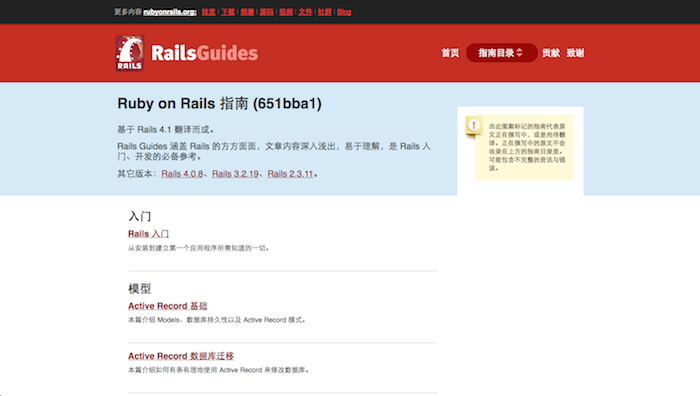 更多内容 rubyonrails.org: 综览 | 下载 | 部署 | 源码 | 视频 | 文件 | 社群 | Blog
RAILS
RailsGuides
首页 指南目录 贡献 致谢
Ruby on Rails 指南 (651bba1)
基于 Rails 4.1 翻译而成。
Rails Guides 涵盖 Rails 的方方面面，文章内容深入浅出，易于理解，是 Rails 入
门、开发的必备参考。
其它版本：Rails 4.0.8、Rails 3.2.19、Rails 2.3.11。
由此图案标记的指南代表原
文正在撰写中，或是尚待翻
译。正在撰写中的原文不会
收录在上方的指南目录里。
可能包含不完整的资讯与错
误。
入门
Rails 入门
从安装到建立第一个应用程序所需知道的一切。
模型
Active Record 基础
本篇介绍 Models、数据库持久性以及 Active Record 模式。
Active Record 数据库迁移
本篇介绍如何有条有理地使用 Active Record 来修改数据库。